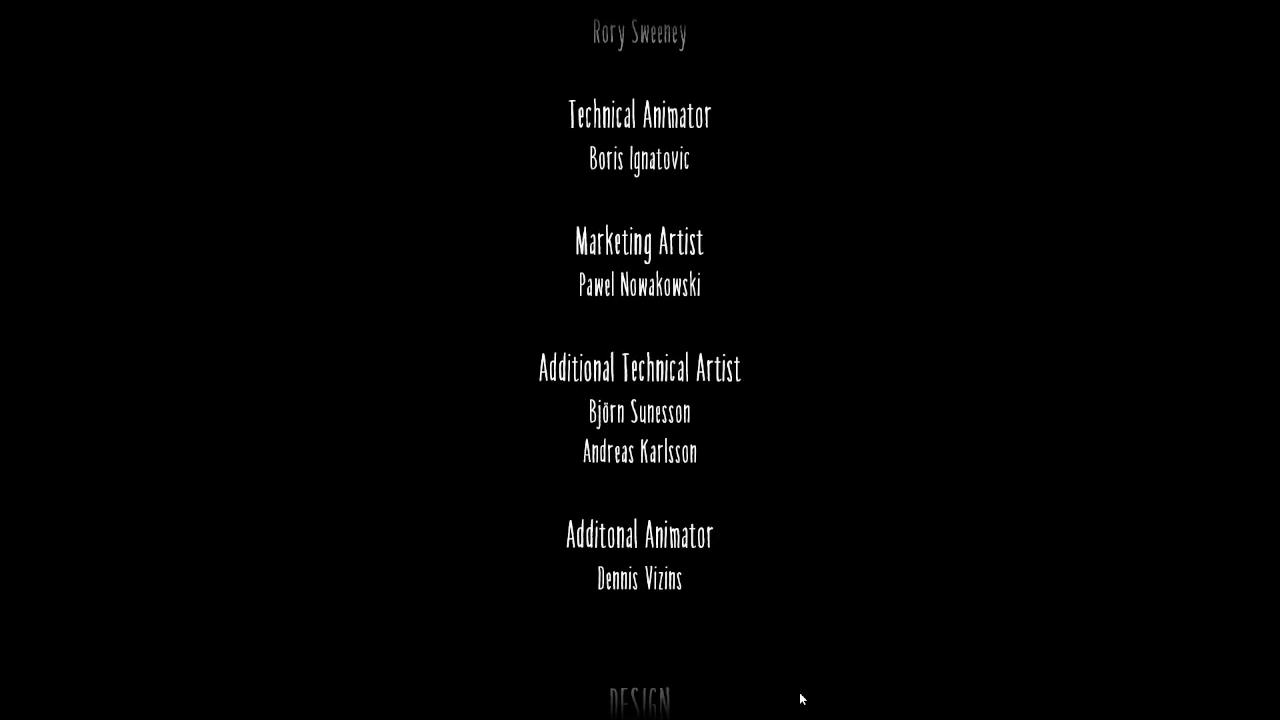 Rory Sweeney
Technical Animator
Boris Ignatovic
Marketing Artist
Pawel Nowakowski
Additional Technical Artist
Björn Sunesson
Andreas Karlsson
Additonal Animator
Dennis Vizins
DESIGN